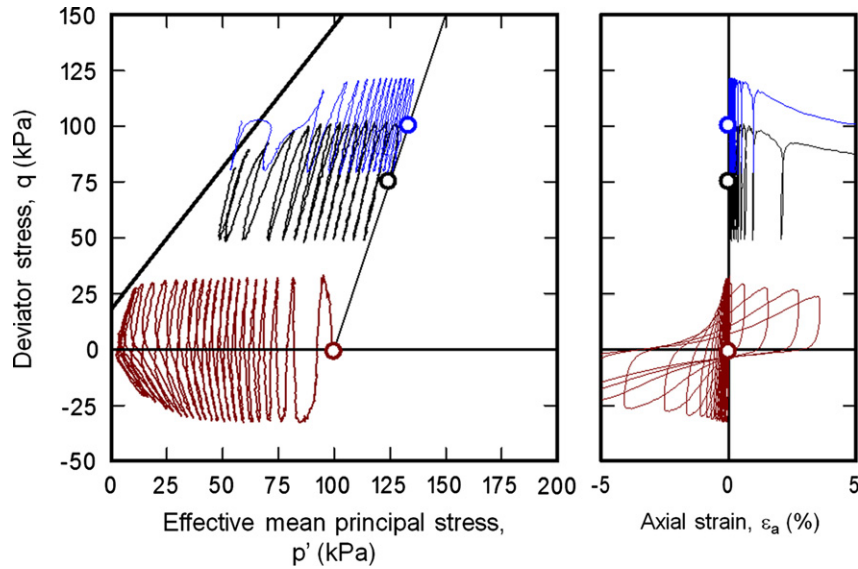 150
125
100
75
50
25
0
-25
-50
Deviator stress, q (kPa)
0 25 50 75 100 125 150 175 200
Effective mean principal stress,
p' (kPa)
-5 0 5
Axial strain, εa (%)